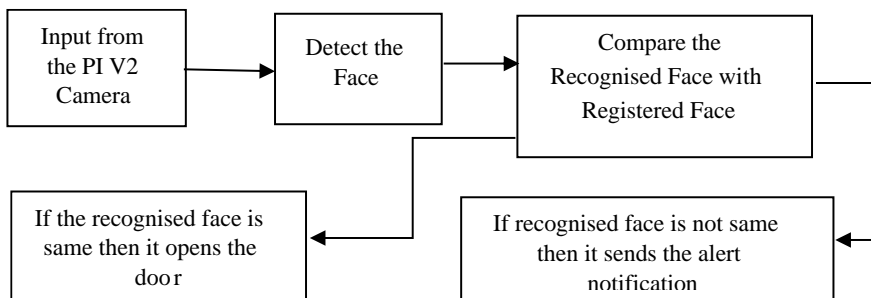 Input from
the PI V2
Camera
Detect the
Face
Compare the
Recognised Face with
Registered Face
If the recognised face is
same then it opens the
door
If recognised face is not same
then it sends the alert
notification